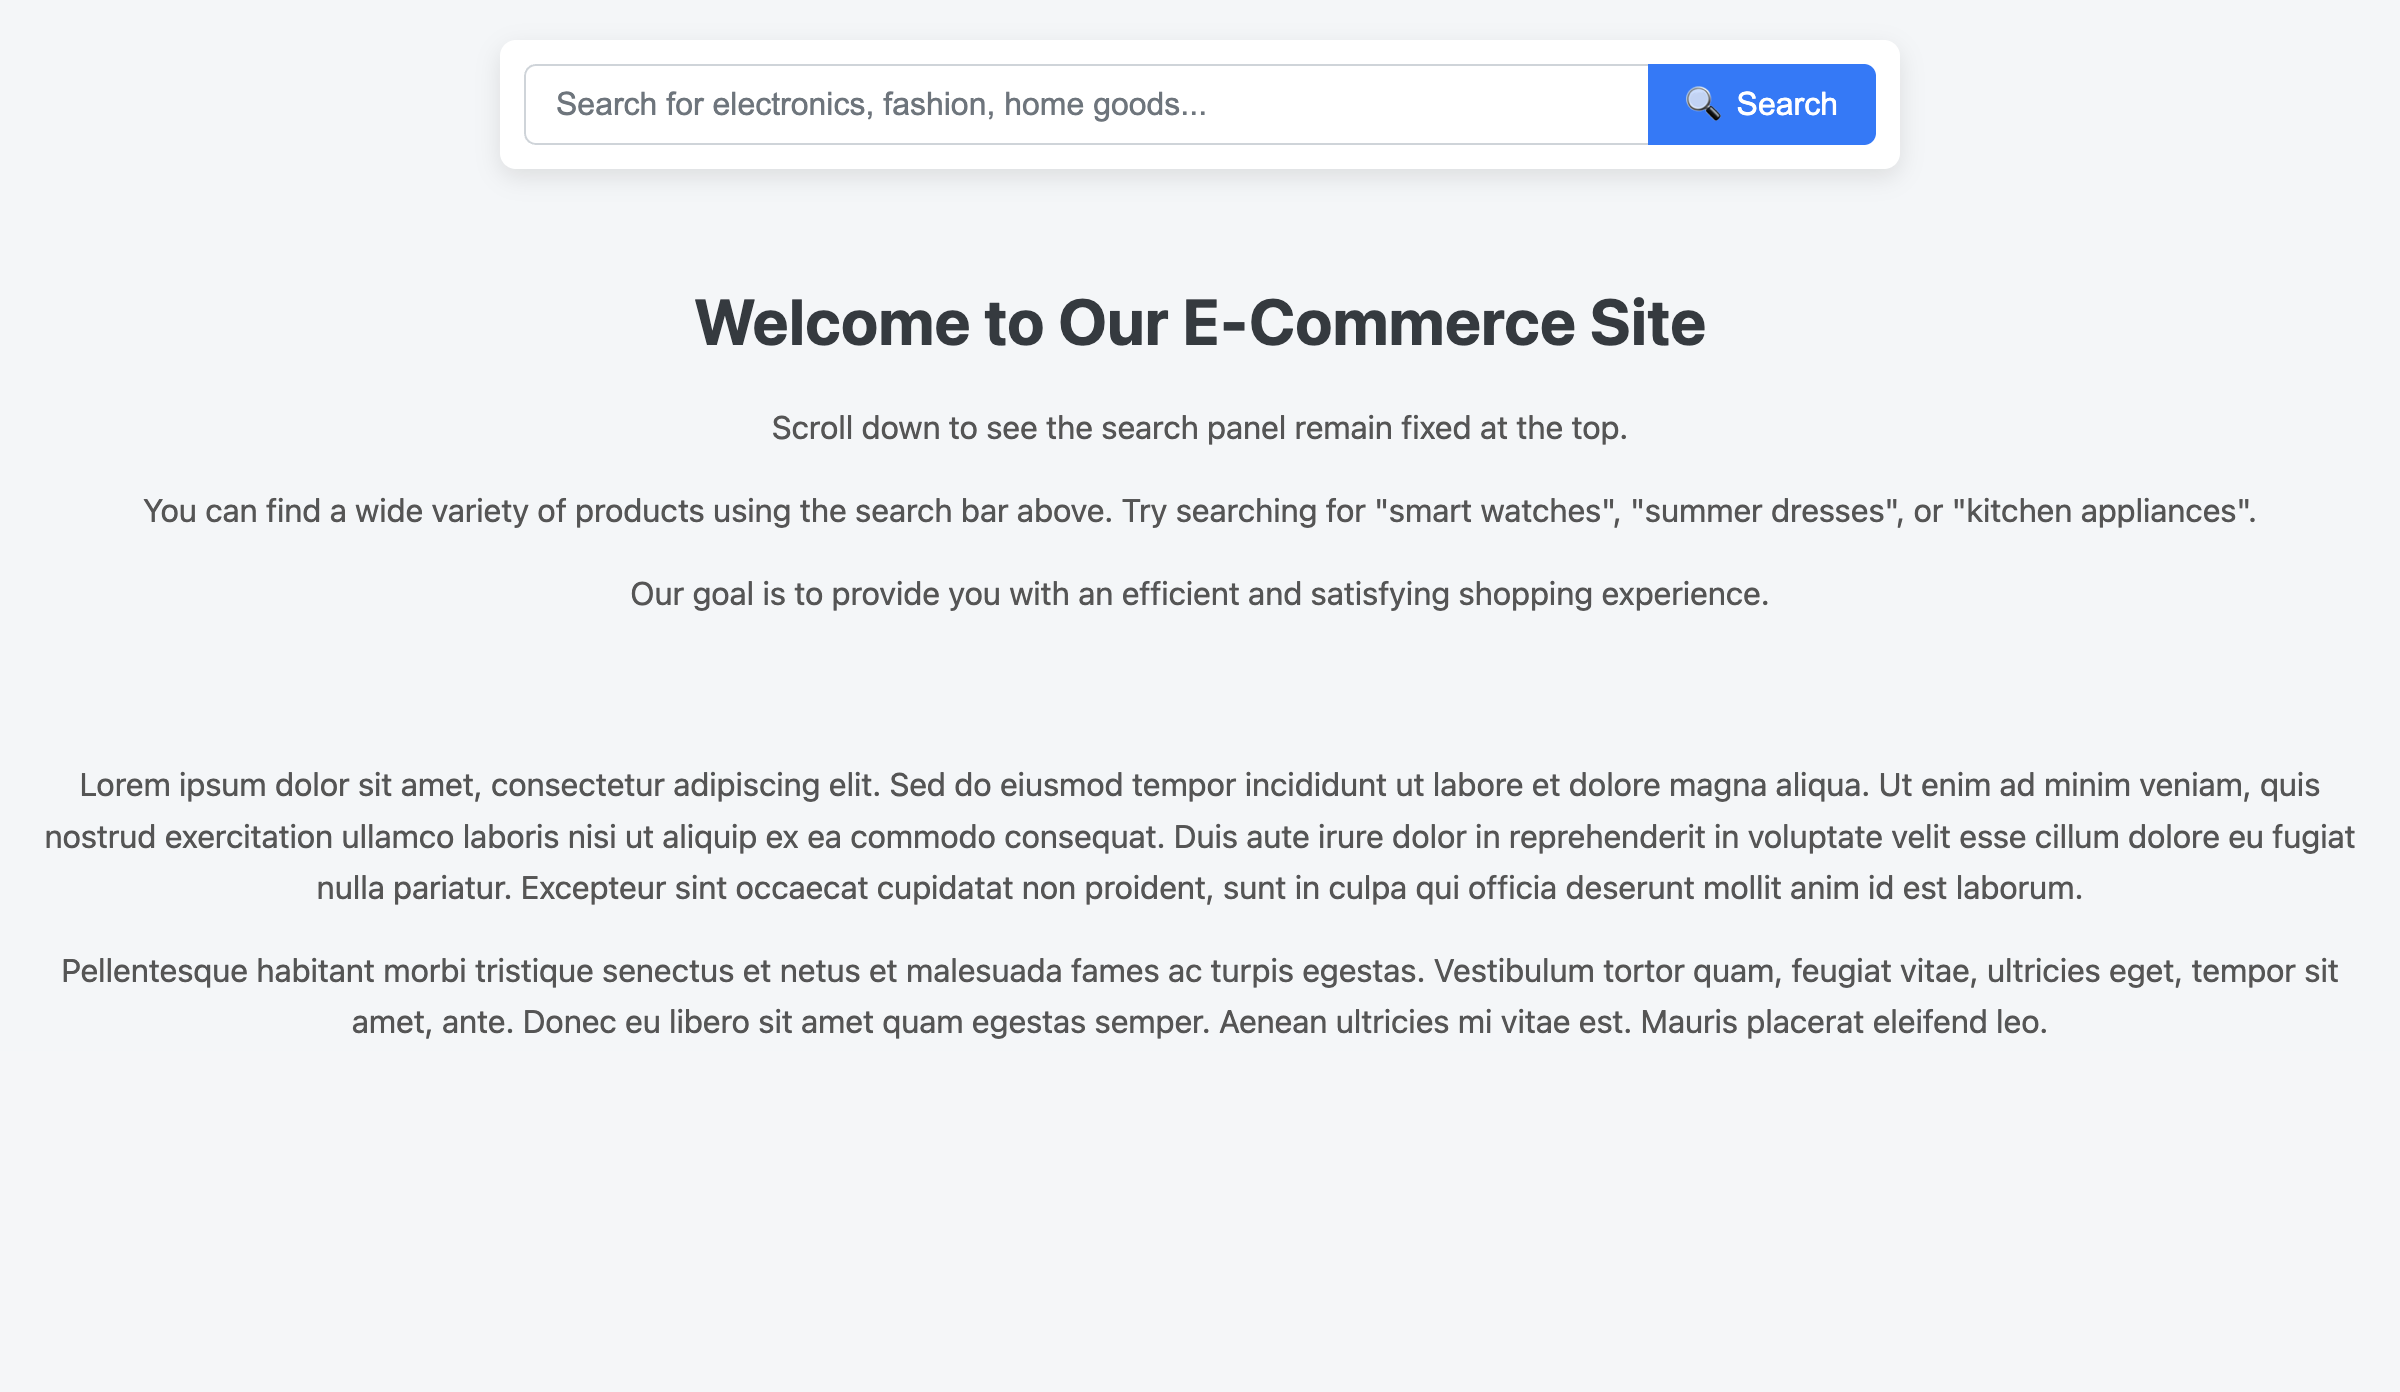 Search for electronics, fashion, home goods...
🔍 Search
Welcome to Our E-Commerce Site
Scroll down to see the search panel remain fixed at the top.
You can find a wide variety of products using the search bar above. Try searching for "smart watches", "summer dresses", or "kitchen appliances".
Our goal is to provide you with an efficient and satisfying shopping experience.
Lorem ipsum dolor sit amet, consectetur adipiscing elit. Sed do eiusmod tempor incididunt ut labore et dolore magna aliqua. Ut enim ad minim veniam, quis
nostrud exercitation ullamco laboris nisi ut aliquip ex ea commodo consequat. Duis aute irure dolor in reprehenderit in voluptate velit esse cillum dolore eu fugiat
nulla pariatur. Excepteur sint occaecat cupidatat non proident, sunt in culpa qui officia deserunt mollit anim id est laborum.
Pellentesque habitant morbi tristique senectus et netus et malesuada fames ac turpis egestas. Vestibulum tortor quam, feugiat vitae, ultricies eget, tempor sit
amet, ante. Donec eu libero sit amet quam egestas semper. Aenean ultricies mi vitae est. Mauris placerat eleifend leo.